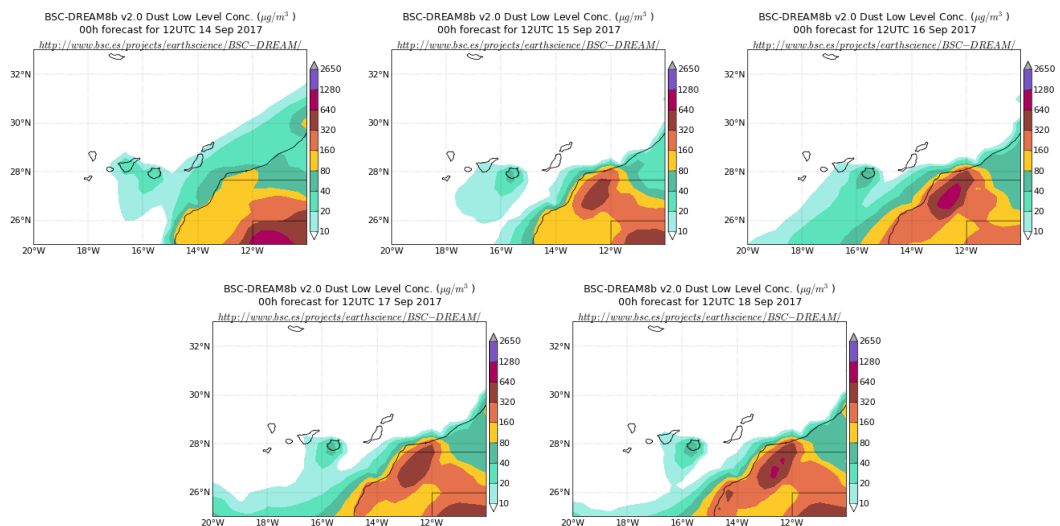 BSC-DREAM8b v2.0 Dust Low Level Conc. (μg/m³ )
00h forecast for 12UTC 14 Sep 2017
http://www.bsc.es/projects/earthscience/BSC−DREAM/
32°N
30°N
28°N
26°N
20°W 18°W 16°W 14°W 12°W
2650
1280
640
320
160
80
40
20
10
BSC-DREAM8b v2.0 Dust Low Level Conc. (μg/m³ )
00h forecast for 12UTC 15 Sep 2017
http://www.bsc.es/projects/earthscience/BSC−DREAM/
32°N
30°N
28°N
26°N
20°W 18°W 16°W 14°W 12°W
2650
1280
640
320
160
80
40
20
10
BSC-DREAM8b v2.0 Dust Low Level Conc. (μg/m³ )
00h forecast for 12UTC 16 Sep 2017
http://www.bsc.es/projects/earthscience/BSC−DREAM/
32°N
30°N
28°N
26°N
20°W 18°W 16°W 14°W 12°W
2650
1280
640
320
160
80
40
20
10
BSC-DREAM8b v2.0 Dust Low Level Conc. (μg/m³ )
00h forecast for 12UTC 17 Sep 2017
http://www.bsc.es/projects/earthscience/BSC−DREAM/
32°N
30°N
28°N
26°N
20°W 18°W 16°W 14°W 12°W
2650
1280
640
320
160
80
40
20
10
BSC-DREAM8b v2.0 Dust Low Level Conc. (μg/m³ )
00h forecast for 12UTC 18 Sep 2017
http://www.bsc.es/projects/earthscience/BSC−DREAM/
32°N
30°N
28°N
26°N
20°W 18°W 16°W 14°W 12°W
2650
1280
640
320
160
80
40
20
10